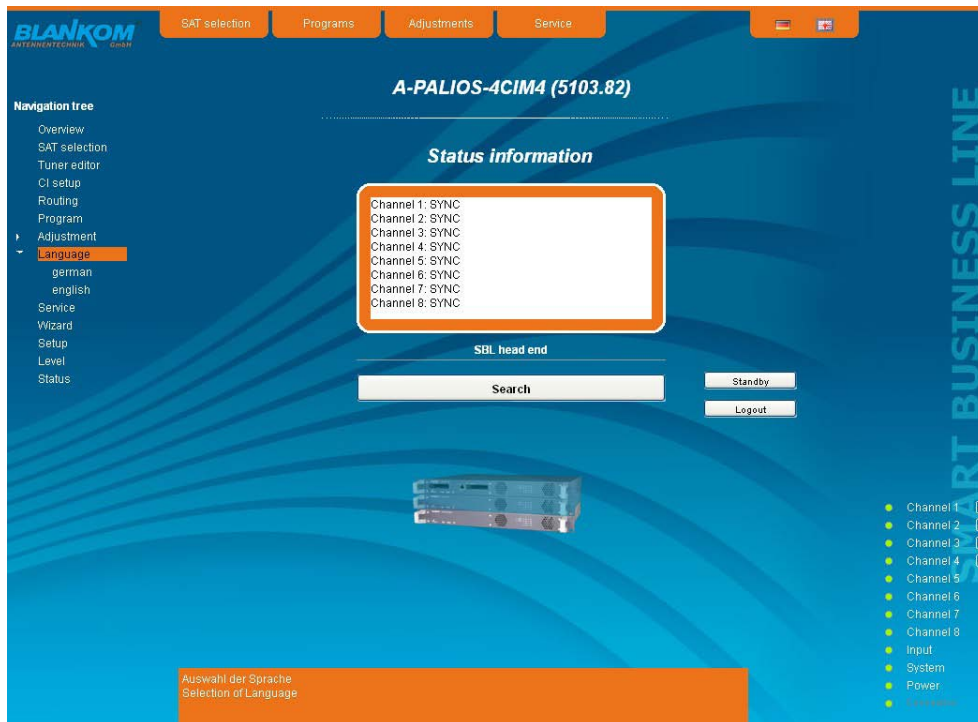 BLANKOM
ANTENNENTECHNIK GmbH
SAT selection
Programs
Adjustments
Service
A-PALIOS-4CIM4 (5103.82)
Navigation tree
Overview
SAT selection
Tuner editor
CI setup
Routing
Program
Adjustment
Language
german
english
Service
Wizard
Setup
Level
Status
Status information
Channel 1: SYNC
Channel 2: SYNC
Channel 3: SYNC
Channel 4: SYNC
Channel 5: SYNC
Channel 6: SYNC
Channel 7: SYNC
Channel 8: SYNC
SBL head end
Search
Standby
Logout
SMART BUSINESS LINE
Channel 1
Channel 2
Channel 3
Channel 4
Channel 5
Channel 6
Channel 7
Channel 8
Input
System
Power
Auswahl der Sprache
Selection of Language